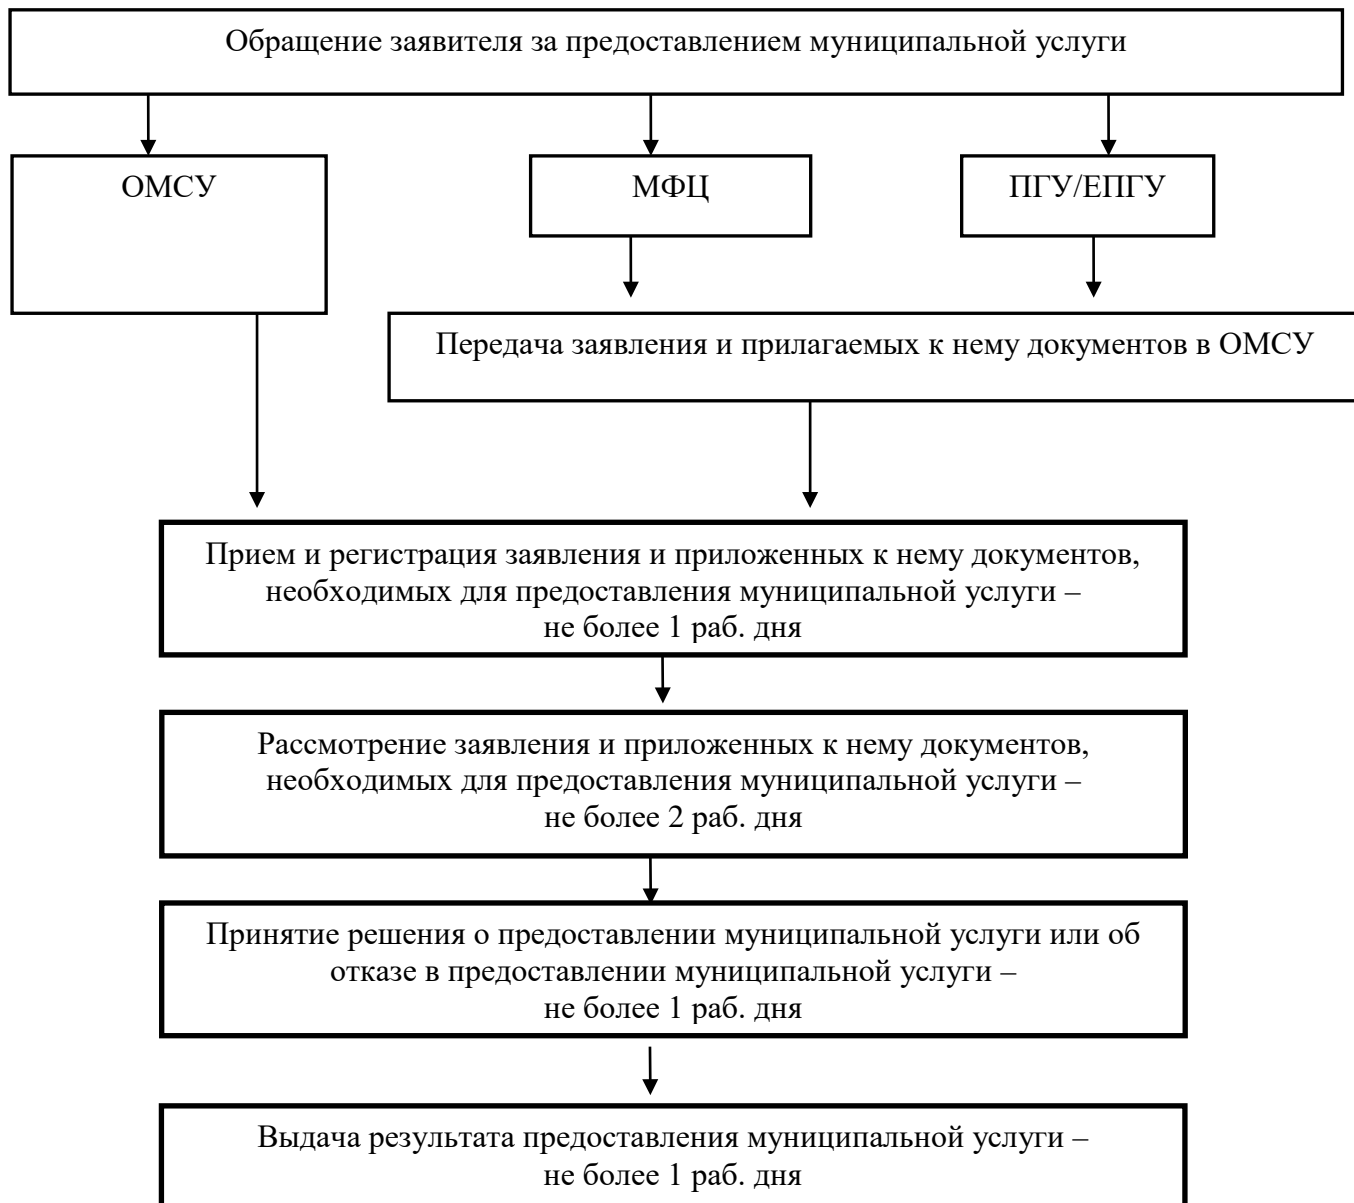 Обращение заявителя за предоставлением муниципальной услуги
ОМСУ
МФЦ
ПГУ/ЕПГУ
Передача заявления и прилагаемых к нему документов в ОМСУ
Прием и регистрация заявления и приложенных к нему документов,
необходимых для предоставления муниципальной услуги –
не более 1 раб. дня
Рассмотрение заявления и приложенных к нему документов,
необходимых для предоставления муниципальной услуги –
не более 2 раб. дня
Принятие решения о предоставлении муниципальной услуги или об
отказе в предоставлении муниципальной услуги –
не более 1 раб. дня
Выдача результата предоставления муниципальной услуги –
не более 1 раб. дня